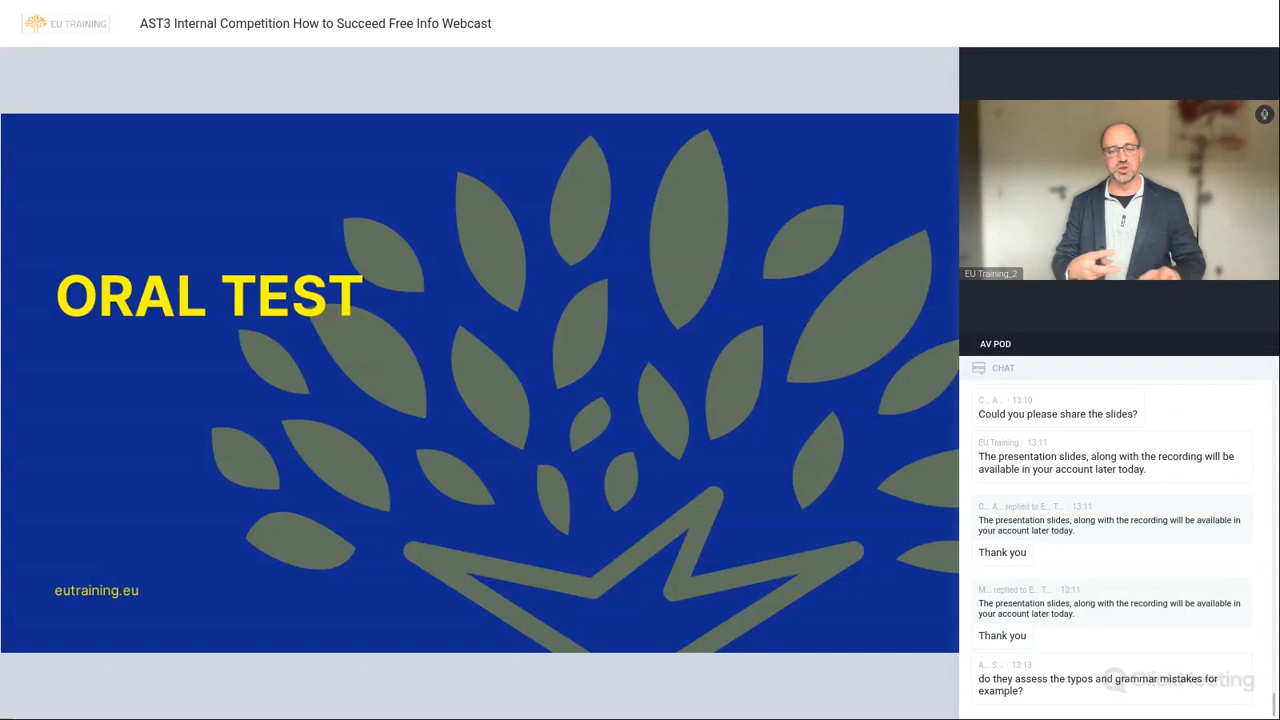 EU TRAINING
AST3 Internal Competition How to Succeed Free Info Webcast
ORAL TEST
eutraining.eu
EU Training_2
AV POD
CHAT
C... A... 13:10
Could you please share the slides?
EU Training 13:11
The presentation slides, along with the recording will be
available in your account later today.
C... A... replied to E... T... 13:11
The presentation slides, along with the recording will be available in
your account later today.
Thank you
M... replied to E... T... 13:11
The presentation slides, along with the recording will be available in
your account later today.
Thank you
A... S... 13:13
do they assess the typos and grammar mistakes for
example?
ClickMeeting